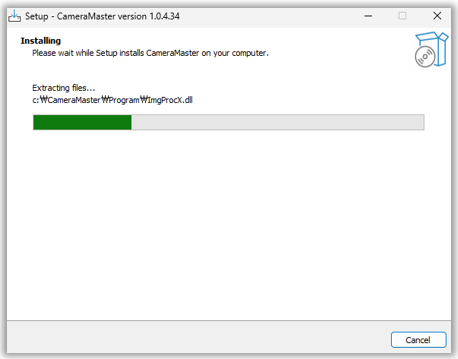 Setup - CameraMaster version 1.0.4.34
Installing
Please wait while Setup installs CameraMaster on your computer.
Extracting files...
c:₩CameraMaster₩Program₩ImgProcX.dll
Cancel